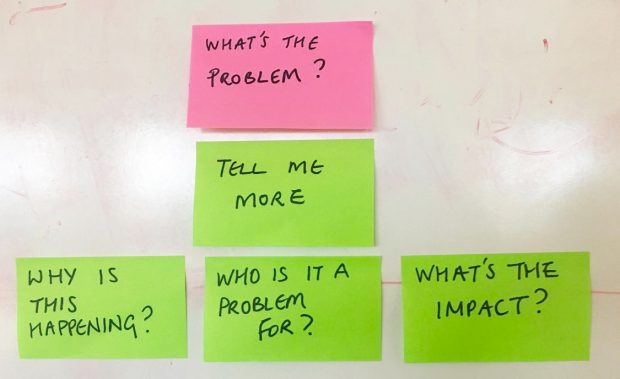 WHAT'S THE
PROBLEM?
TELL ME
MORE
WHY IS
THIS
HAPPENING?
WHO IS IT A
PROBLEM
FOR?
WHAT'S THE
IMPACT?